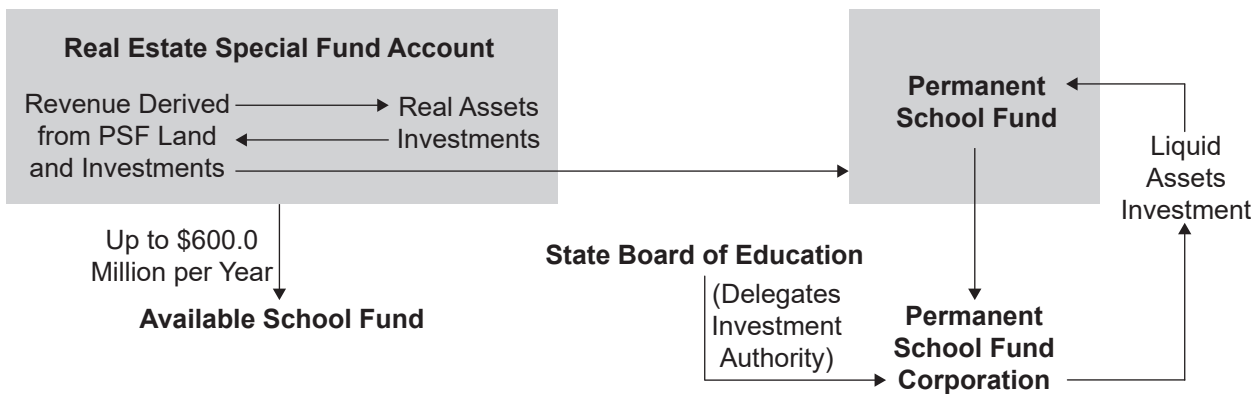 Real Estate Special Fund Account
Revenue Derived
from PSF Land
and Investments
Real Assets
Investments
Permanent
School Fund
Liquid
Assets
Investment
Up to $600.0
Million per Year
Available School Fund
State Board of Education
(Delegates
Investment
Authority)
Permanent
School Fund
Corporation